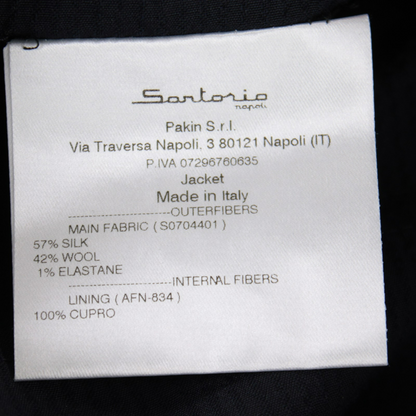 Sartorio
napoli
Pakin S.r.l.
Via Traversa Napoli, 3 80121 Napoli (IT)
P.IVA 07296760635
Jacket
Made in Italy
-----------------------OUTERFIBERS
MAIN FABRIC ( S0704401 )
57% SILK
42% WOOL
1% ELASTANE
-----------------------INTERNAL FIBERS
LINING ( AFN-834 )
100% CUPRO